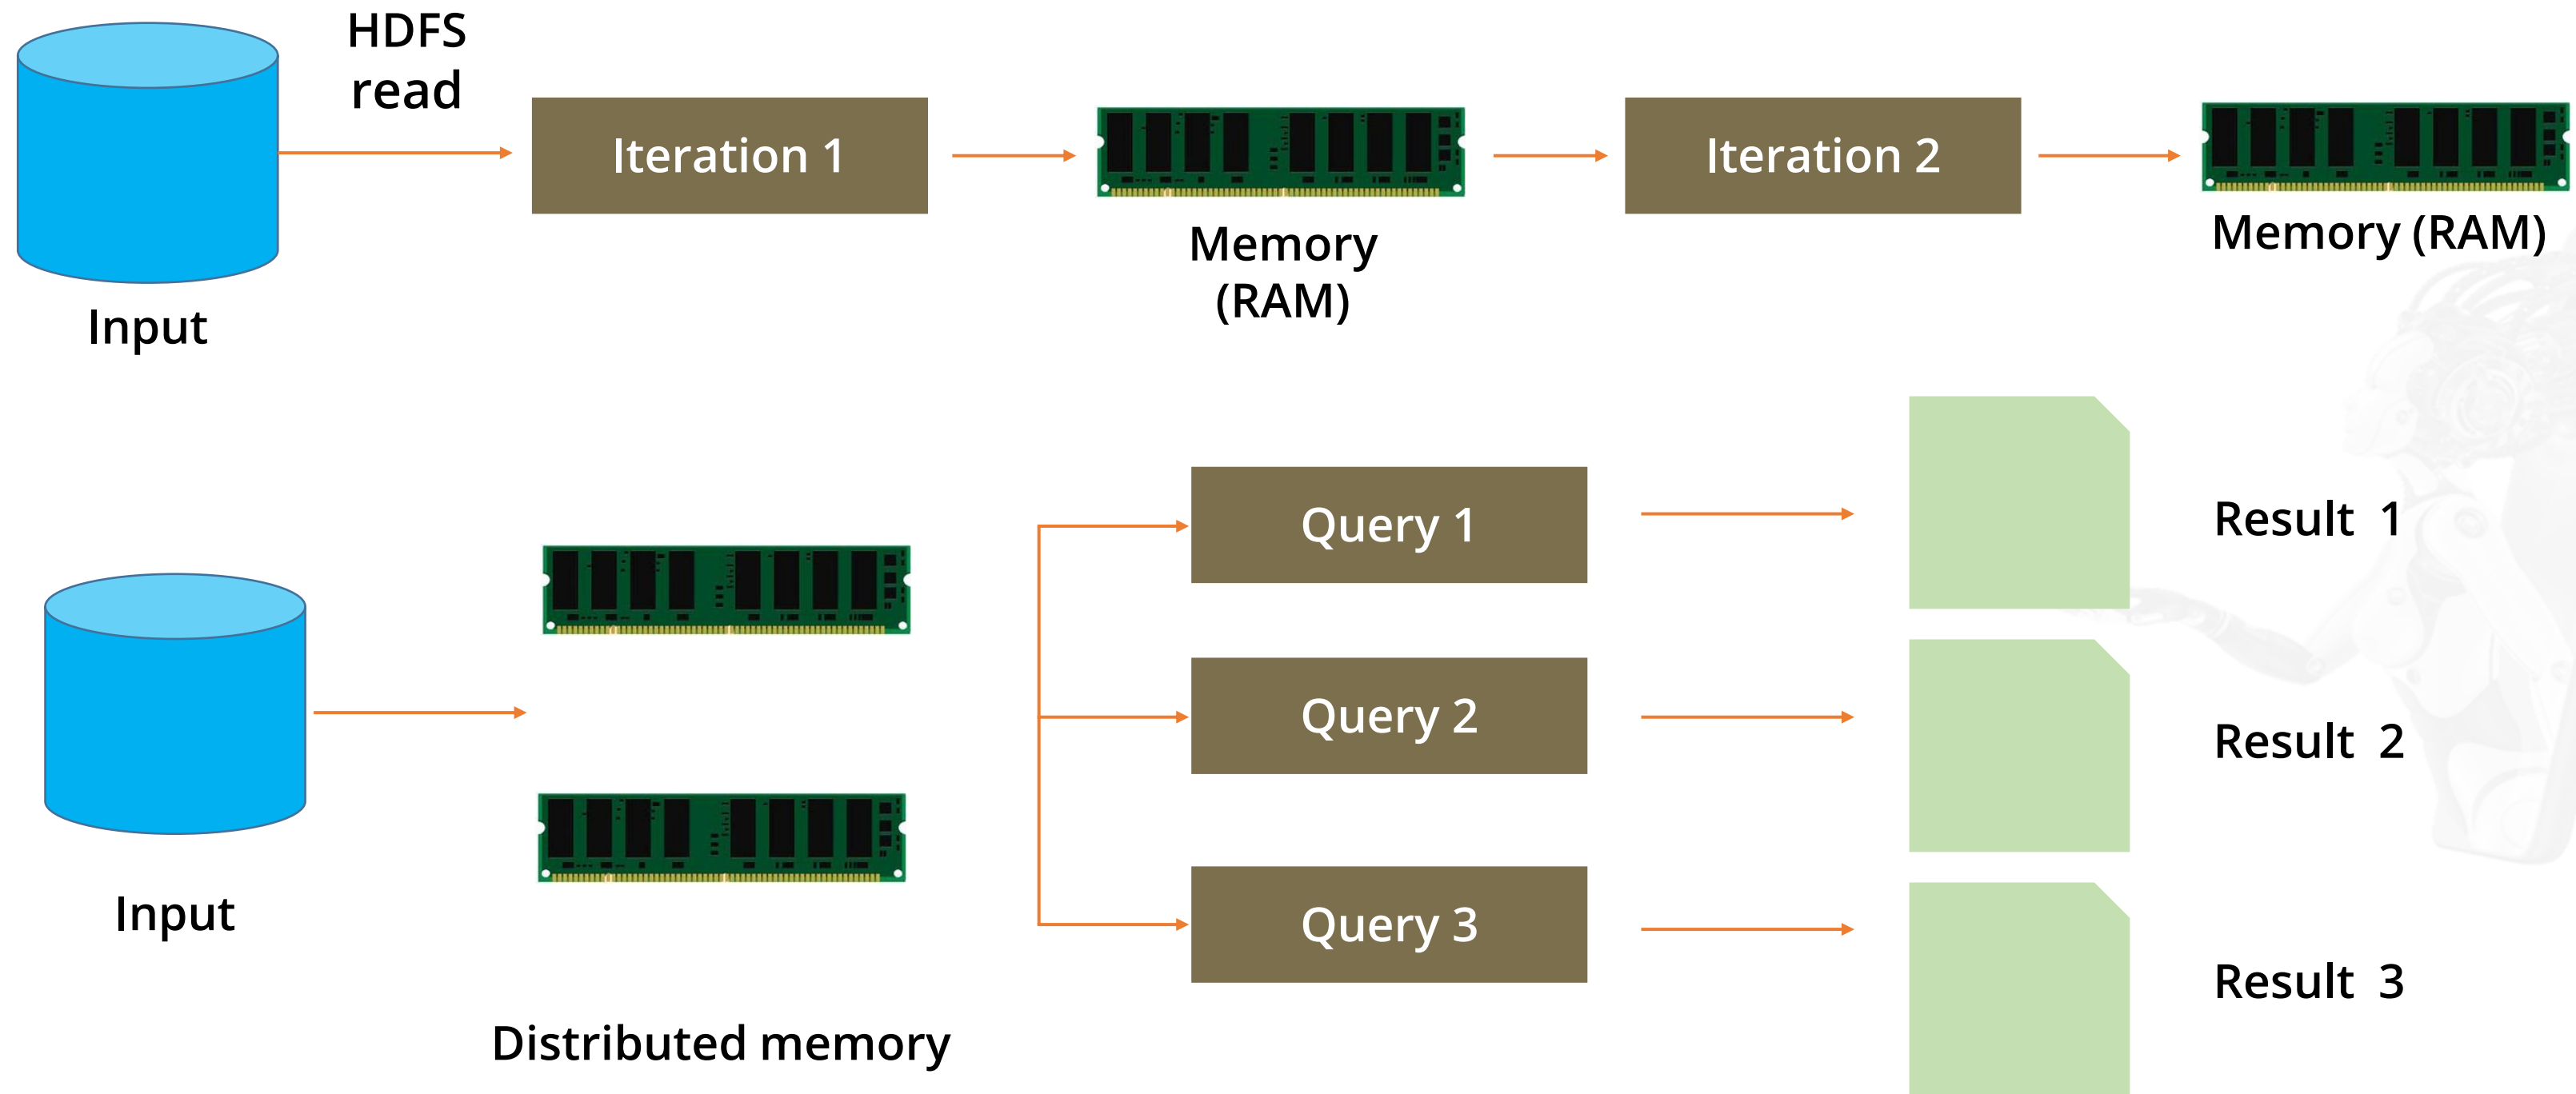 HDFS
read
Iteration 1
Iteration 2
Memory
(RAM)
Memory (RAM)
Input
Query 1
Result 1
Query 2
Result 2
Input
Query 3
Result 3
Distributed memory